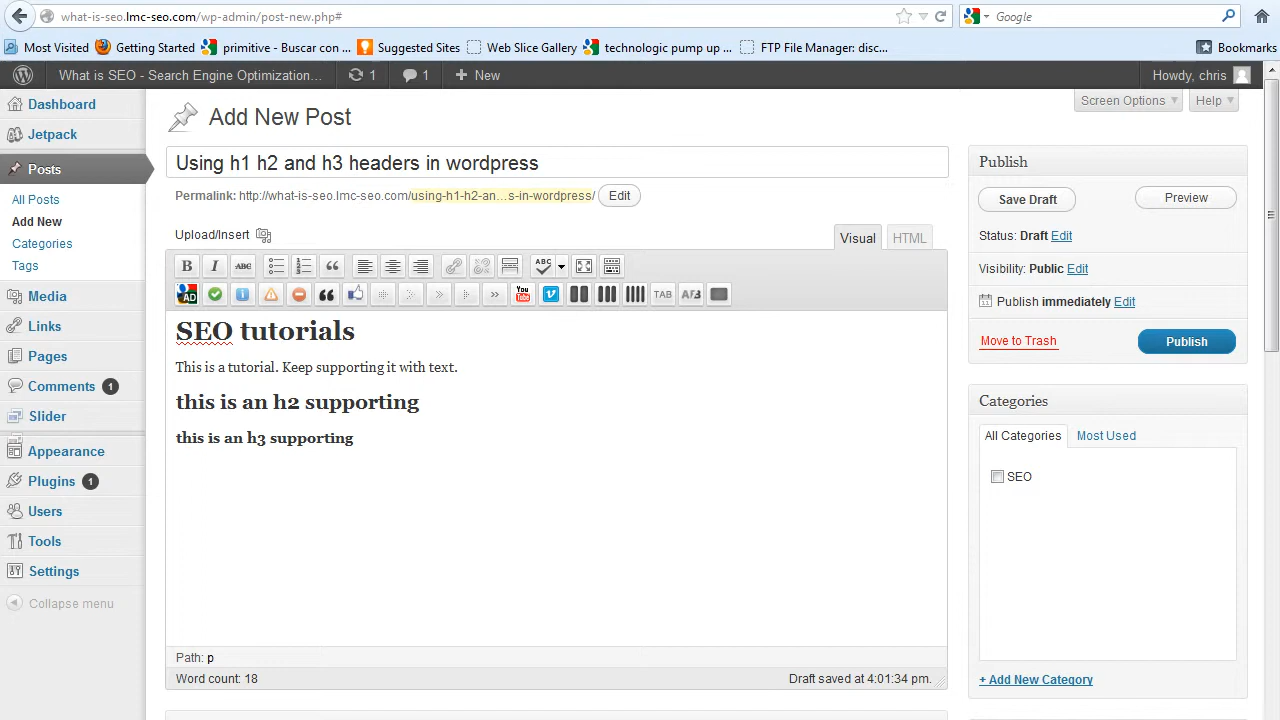 what-is-seo.lmc-seo.com/wp-admin/post-new.php#
Google
Most Visited Getting Started primitive - Buscar con ... Suggested Sites Web Slice Gallery technologic pump up ... FTP File Manager: disc... Bookmarks
What is SEO - Search Engine Optimization... 1 1 + New Howdy, chris
Screen Options Help
Add New Post
Dashboard
Jetpack
Posts
All Posts
Add New
Categories
Tags
Media
Links
Pages
Comments 1
Slider
Appearance
Plugins 1
Users
Tools
Settings
Collapse menu
Using h1 h2 and h3 headers in wordpress
Permalink: http://what-is-seo.lmc-seo.com/using-h1-h2-an...s-in-wordpress/ Edit
Upload/Insert
Visual HTML
B I ABC ABC
AD You Tube TAB
SEO tutorials
This is a tutorial. Keep supporting it with text.
this is an h2 supporting
this is an h3 supporting
Path: p
Word count: 18 Draft saved at 4:01:34 pm.
Publish
Save Draft Preview
Status: Draft Edit
Visibility: Public Edit
Publish immediately Edit
Move to Trash Publish
Categories
All Categories Most Used
SEO
+ Add New Category